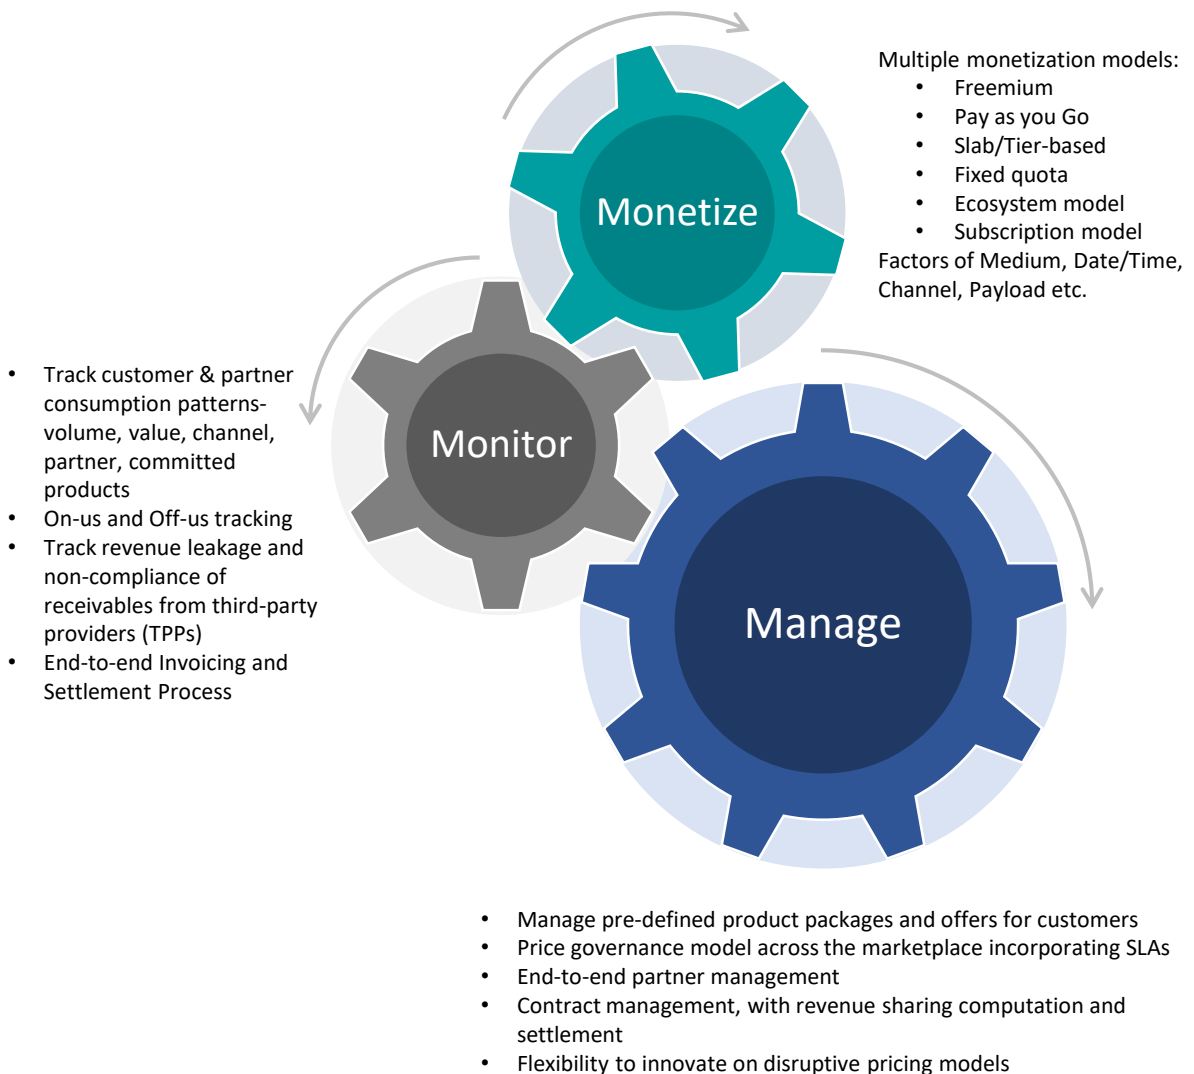 Monetize
Multiple monetization models:
• Freemium
• Pay as you Go
• Slab/Tier-based
• Fixed quota
• Ecosystem model
• Subscription model
Factors of Medium, Date/Time,
Channel, Payload etc.
Monitor
• Track customer & partner
consumption patterns-
volume, value, channel,
partner, committed
products
• On-us and Off-us tracking
• Track revenue leakage and
non-compliance of
receivables from third-party
providers (TPPs)
• End-to-end Invoicing and
Settlement Process
Manage
• Manage pre-defined product packages and offers for customers
• Price governance model across the marketplace incorporating SLAs
• End-to-end partner management
• Contract management, with revenue sharing computation and
settlement
• Flexibility to innovate on disruptive pricing models